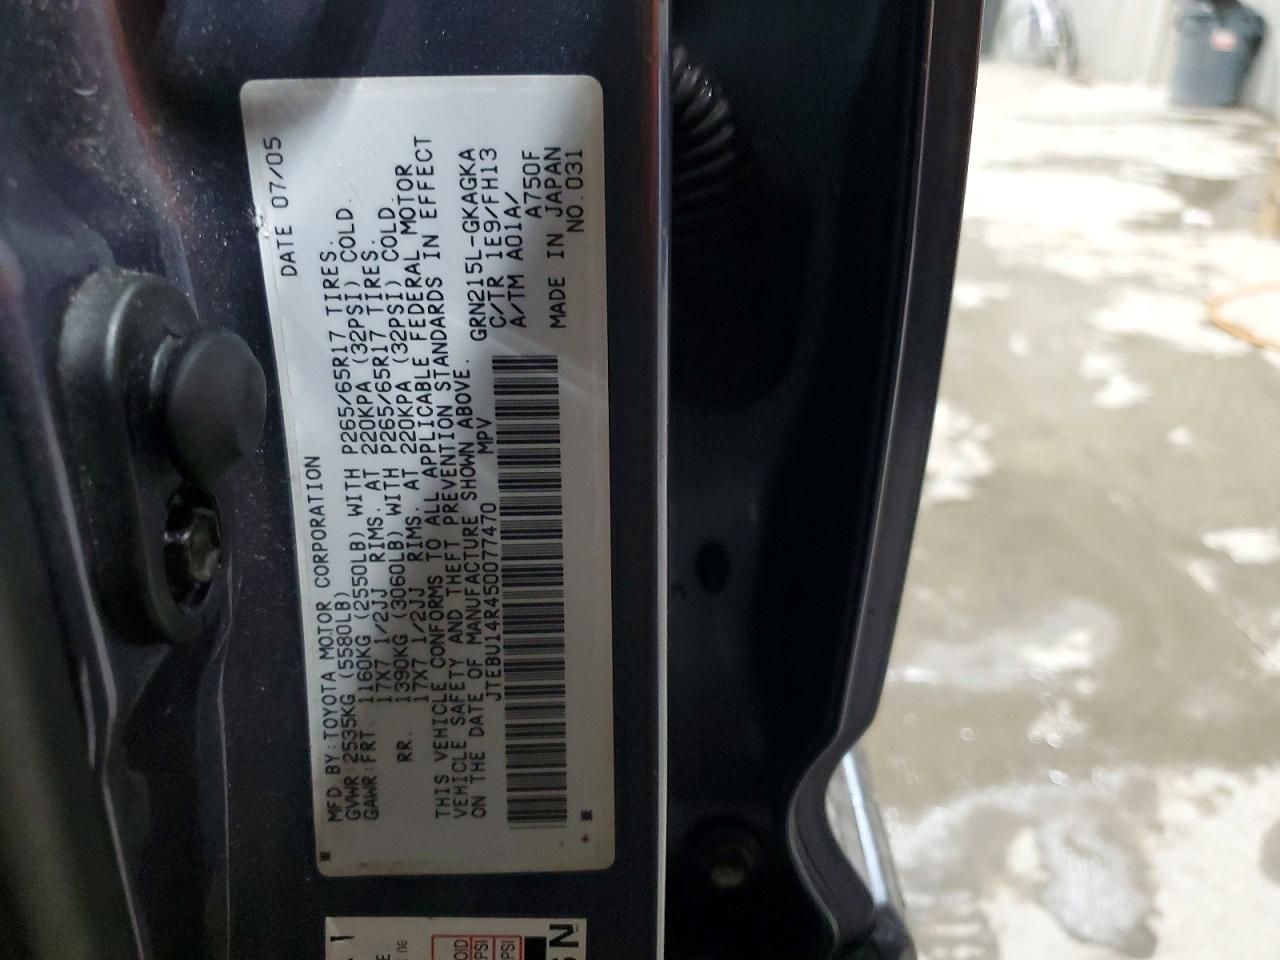 MFD BY:TOYOTA MOTOR CORPORATION DATE 07/05
GVWR:2535KG (5580LB)
GAWR:FRT. 1160KG (2550LB) WITH P265/65R17 TIRES.
17X7 1/2JJ RIMS. AT 220KPA (32PSI) COLD.
RR. 1390KG (3060LB) WITH P265/65R17 TIRES.
17X7 1/2JJ RIMS. AT 220KPA (32PSI) COLD.
THIS VEHICLE CONFORMS TO ALL APPLICABLE FEDERAL MOTOR
VEHICLE SAFETY AND THEFT PREVENTION STANDARDS IN EFFECT
ON THE DATE OF MANUFACTURE SHOWN ABOVE.
JTEBU14R450077470 MPV GRN215L-GKAGKA
C/TR 1E9/FH13
A/TM A01A/
A750F
MADE IN JAPAN
NO.031
PSI
PSI